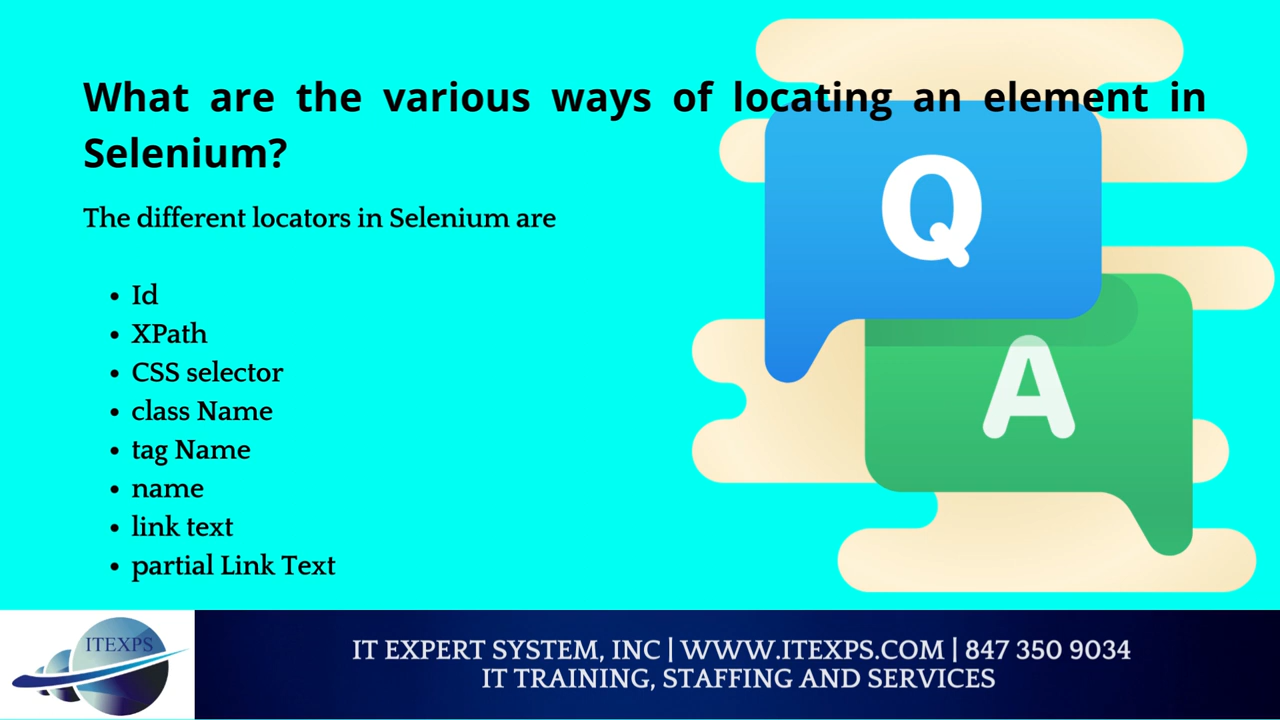 What are the various ways of locating an element in
Selenium?
The different locators in Selenium are
• Id
• XPath
• CSS selector
• class Name
• tag Name
• name
• link text
• partial Link Text
Q
A
ITEXPS
IT EXPERT SYSTEM, INC | WWW.ITEXPS.COM | 847 350 9034
IT TRAINING, STAFFING AND SERVICES